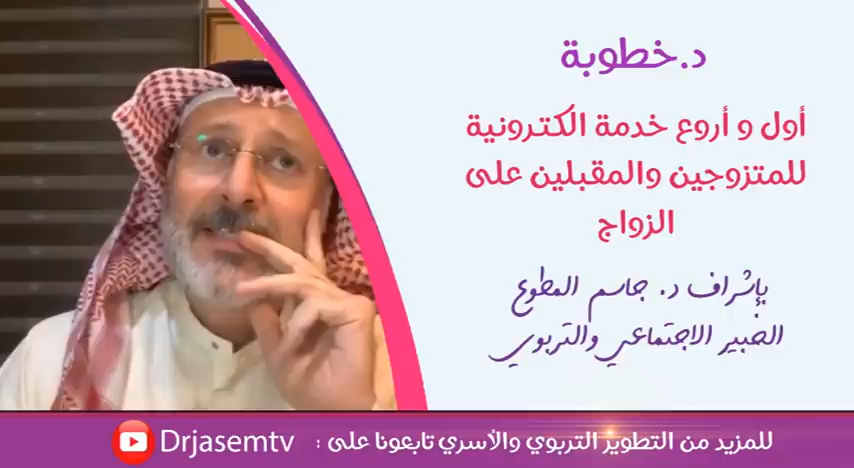 د.خطوبة
أول و أروع خدمة الكترونية
للمتزوجين والمقبلين على
الزواج
بإشراف د. جاسم المطوع
الخبير الاجتماعي والتربوي
للمزيد من التطوير التربوي والأسري تابعونا على : Drjasemtv